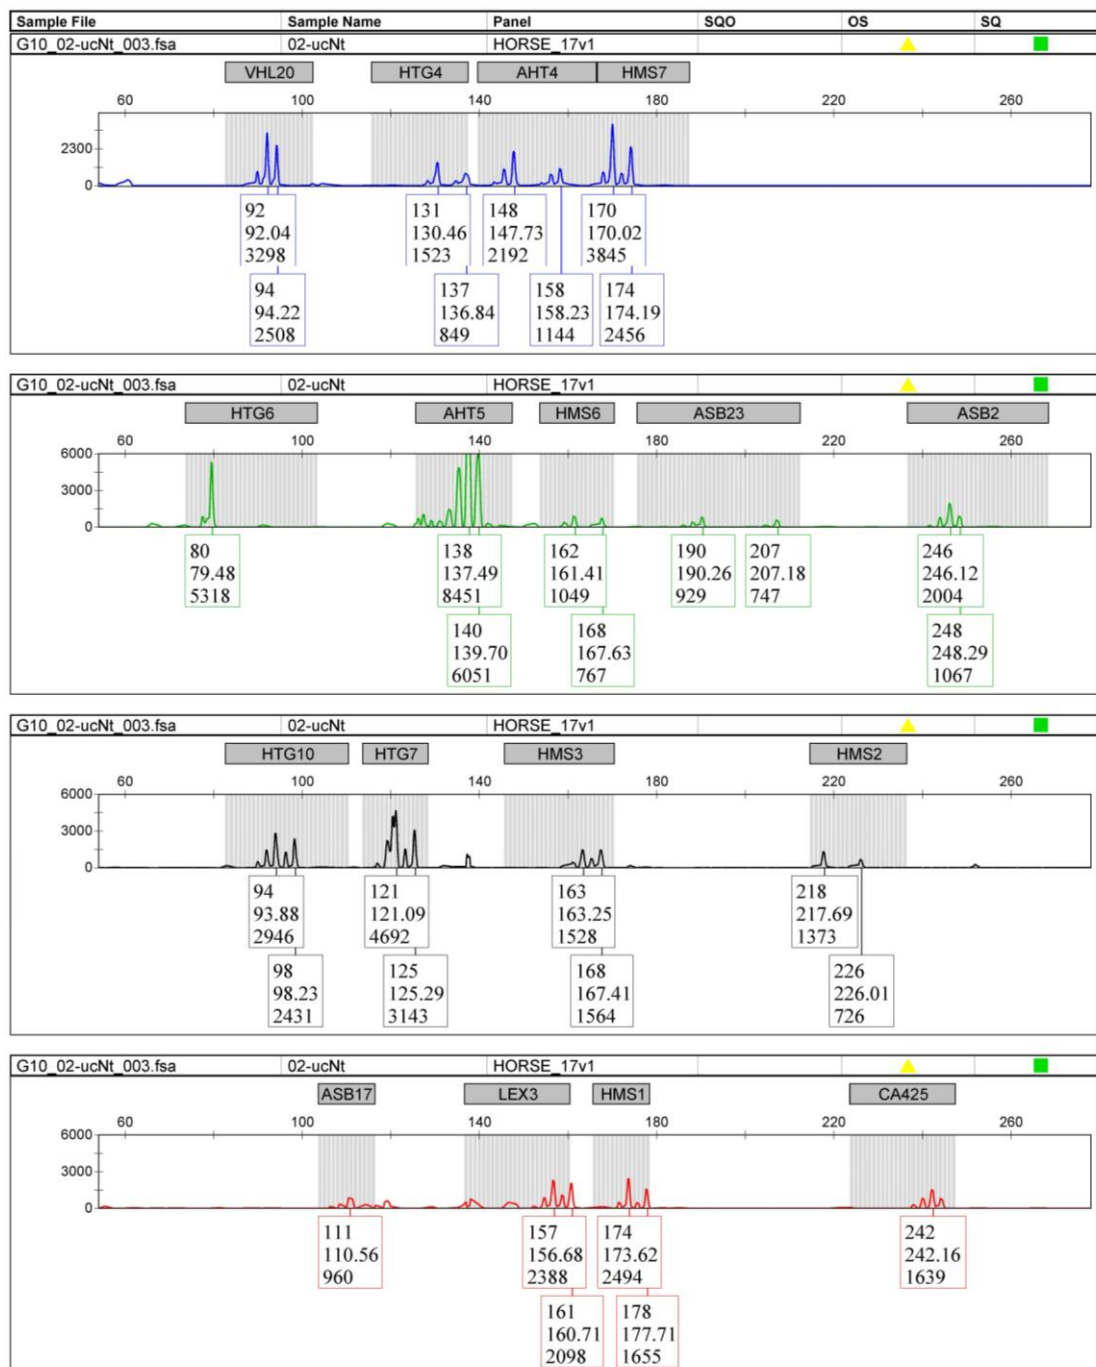 Sample File Sample Name Panel SQO OS SQ
G10_02-ucNt_003.fsa 02-ucNt HORSE_17v1
VHL20 HTG4 AHT4 HMS7
60 100 140 180 220 260
2300
0
92 131 148 170
92.04 130.46 147.73 170.02
3298 1523 2192 3845
94 137 158 174
94.22 136.84 158.23 174.19
2508 849 1144 2456
G10_02-ucNt_003.fsa 02-ucNt HORSE_17v1
HTG6 AHT5 HMS6 ASB23 ASB2
60 100 140 180 220 260
6000
3000
0
80 138 162 190 207 246
79.48 137.49 161.41 190.26 207.18 246.12
5318 8451 1049 929 747 2004
140 168 248
139.70 167.63 248.29
6051 767 1067
G10_02-ucNt_003.fsa 02-ucNt HORSE_17v1
HTG10 HTG7 HMS3 HMS2
60 100 140 180 220 260
6000
3000
0
94 121 163 218
93.88 121.09 163.25 217.69
2946 4692 1528 1373
98 125 168 226
98.23 125.29 167.41 226.01
2431 3143 1564 726
G10_02-ucNt_003.fsa 02-ucNt HORSE_17v1
ASB17 LEX3 HMS1 CA425
60 100 140 180 220 260
6000
3000
0
111 157 174 242
110.56 156.68 173.62 242.16
960 2388 2494 1639
161 178
160.71 177.71
2098 1655